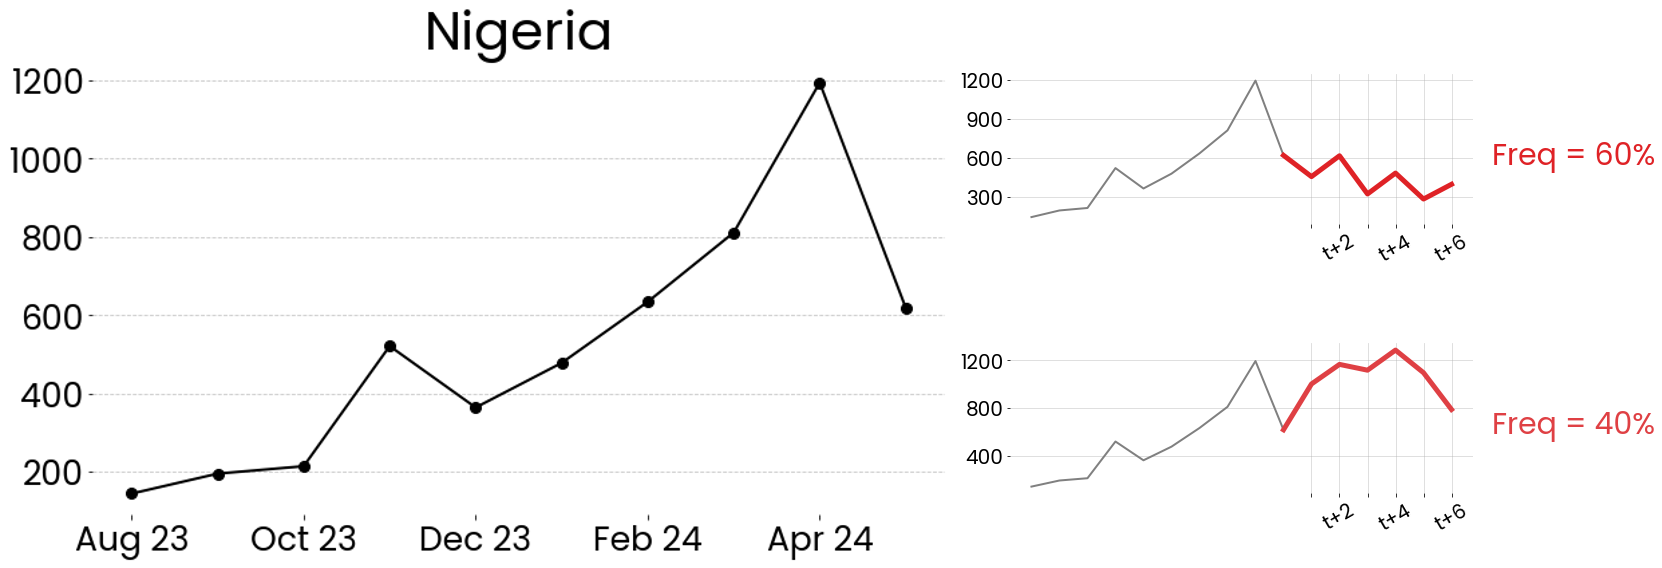 Nigeria
1200
1000
800
600
400
200
Aug 23
Oct 23
Dec 23
Feb 24
Apr 24
1200
900
600
300
t+2
t+4
t+6
Freq = 60%
1200
800
400
t+2
t+4
t+6
Freq = 40%